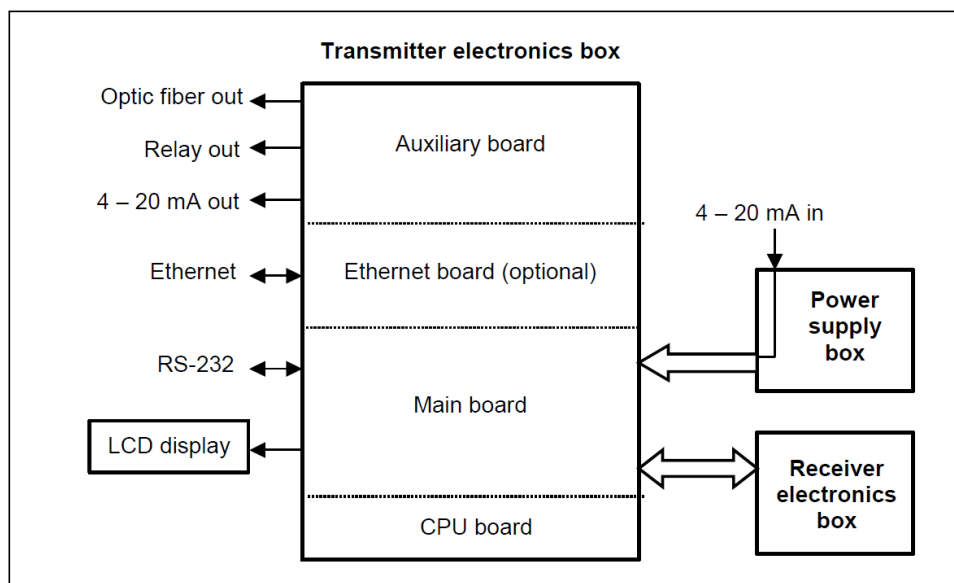 Transmitter electronics box
Optic fiber out
Relay out
4 – 20 mA out
Auxiliary board
4 – 20 mA in
Ethernet
Ethernet board (optional)
Power
supply
box
RS-232
Main board
LCD display
Receiver
electronics
box
CPU board